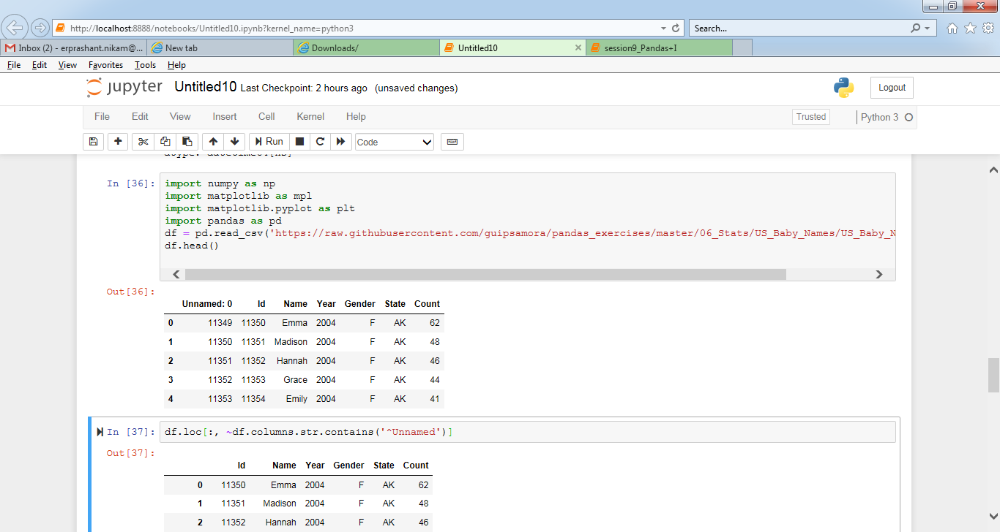 http://localhost:8888/notebooks/Untitled10.ipynb?kernel_name=python3
Search...
Inbox (2) - erprashant.nikam@...
New tab
Downloads/
Untitled10
session9_Pandas+I
File Edit View Favorites Tools Help
jupyter Untitled10 Last Checkpoint: 2 hours ago (unsaved changes)
Logout
File Edit View Insert Cell Kernel Help
Trusted
Python 3
Run
Code
In [36]:
import numpy as np
import matplotlib as mpl
import matplotlib.pyplot as plt
import pandas as pd
df = pd.read_csv('https://raw.githubusercontent.com/guipsamora/pandas_exercises/master/06_Stats/US_Baby_Names/US_Baby_N
df.head()
Out[36]:
Unnamed: 0 Id Name Year Gender State Count
0 11349 11350 Emma 2004 F AK 62
1 11350 11351 Madison 2004 F AK 48
2 11351 11352 Hannah 2004 F AK 46
3 11352 11353 Grace 2004 F AK 44
4 11353 11354 Emily 2004 F AK 41
In [37]:
df.loc[:, ~df.columns.str.contains('^Unnamed')]
Out[37]:
Id Name Year Gender State Count
0 11350 Emma 2004 F AK 62
1 11351 Madison 2004 F AK 48
2 11352 Hannah 2004 F AK 46